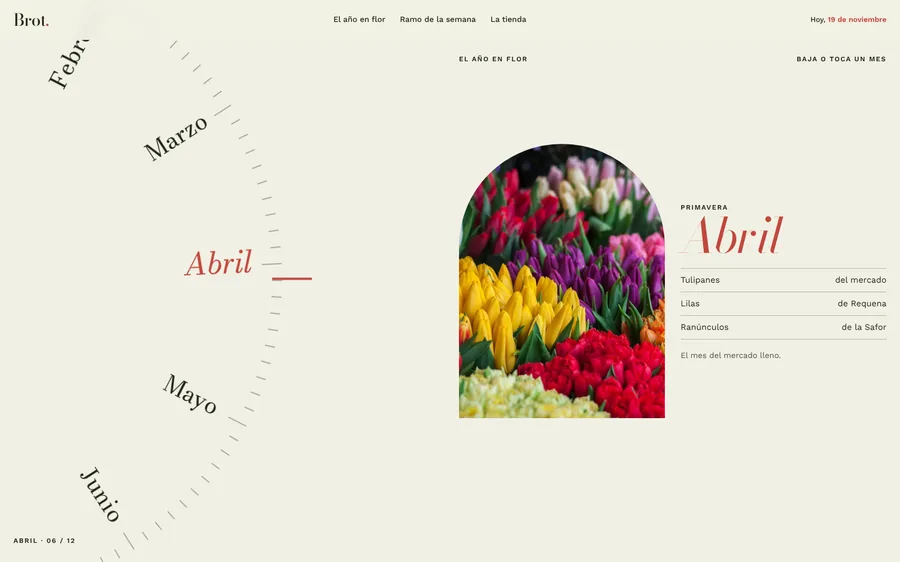 Brot.
El año en flor
Ramo de la semana
La tienda
Hoy, 19 de noviembre
EL AÑO EN FLOR
BAJA O TOCA UN MES
Marzo
Abril
Mayo
Junio
PRIMAVERA
Abril
Tulipanes del mercado
Lilas de Requena
Ranúnculos de la Safor
El mes del mercado lleno.
ABRIL · 06 / 12